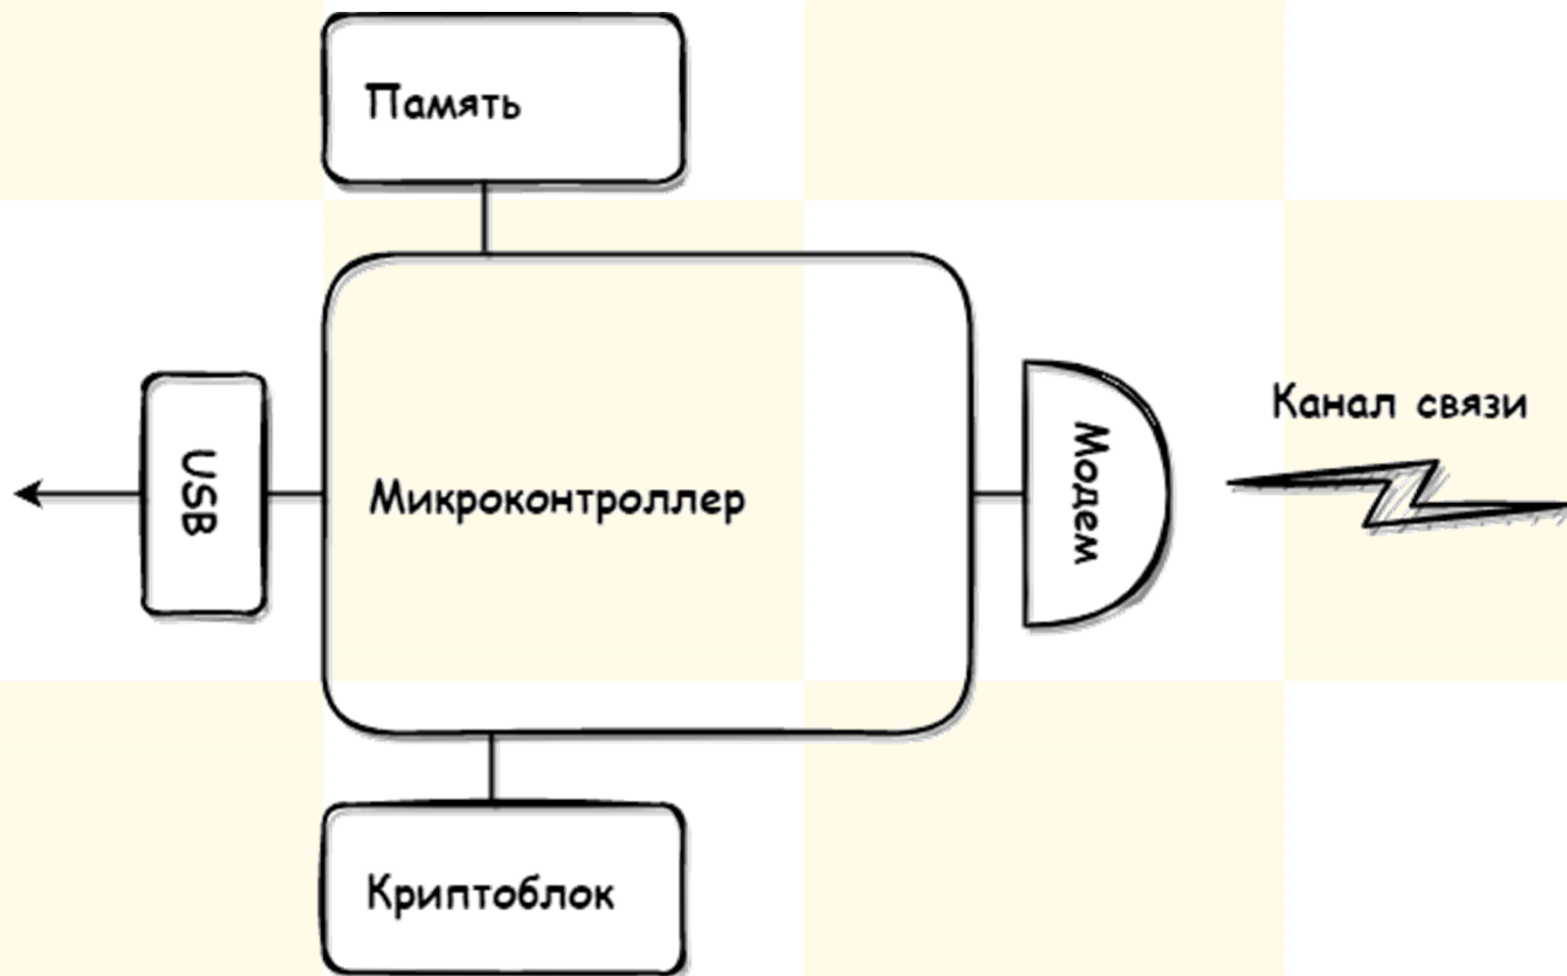 Память
USB
Микроконтроллер
Модем
Канал связи
Криптоблок